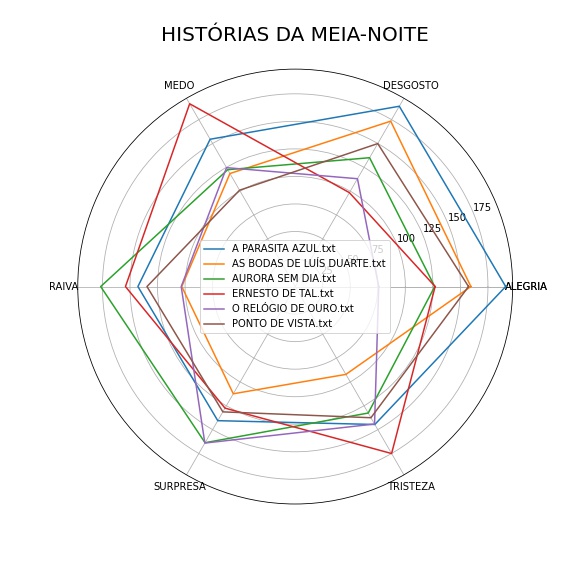 HISTÓRIAS DA MEIA-NOITE
MEDO
DESGOSTO
175
150
125
100
75
A PARASITA AZUL.txt
AS BODAS DE LUÍS DUARTE.txt
AURORA SEM DIA.txt
ERNESTO DE TAL.txt
O RELÓGIO DE OURO.txt
PONTO DE VISTA.txt
RAIVA
ALEGRIA
SURPRESA
TRISTEZA